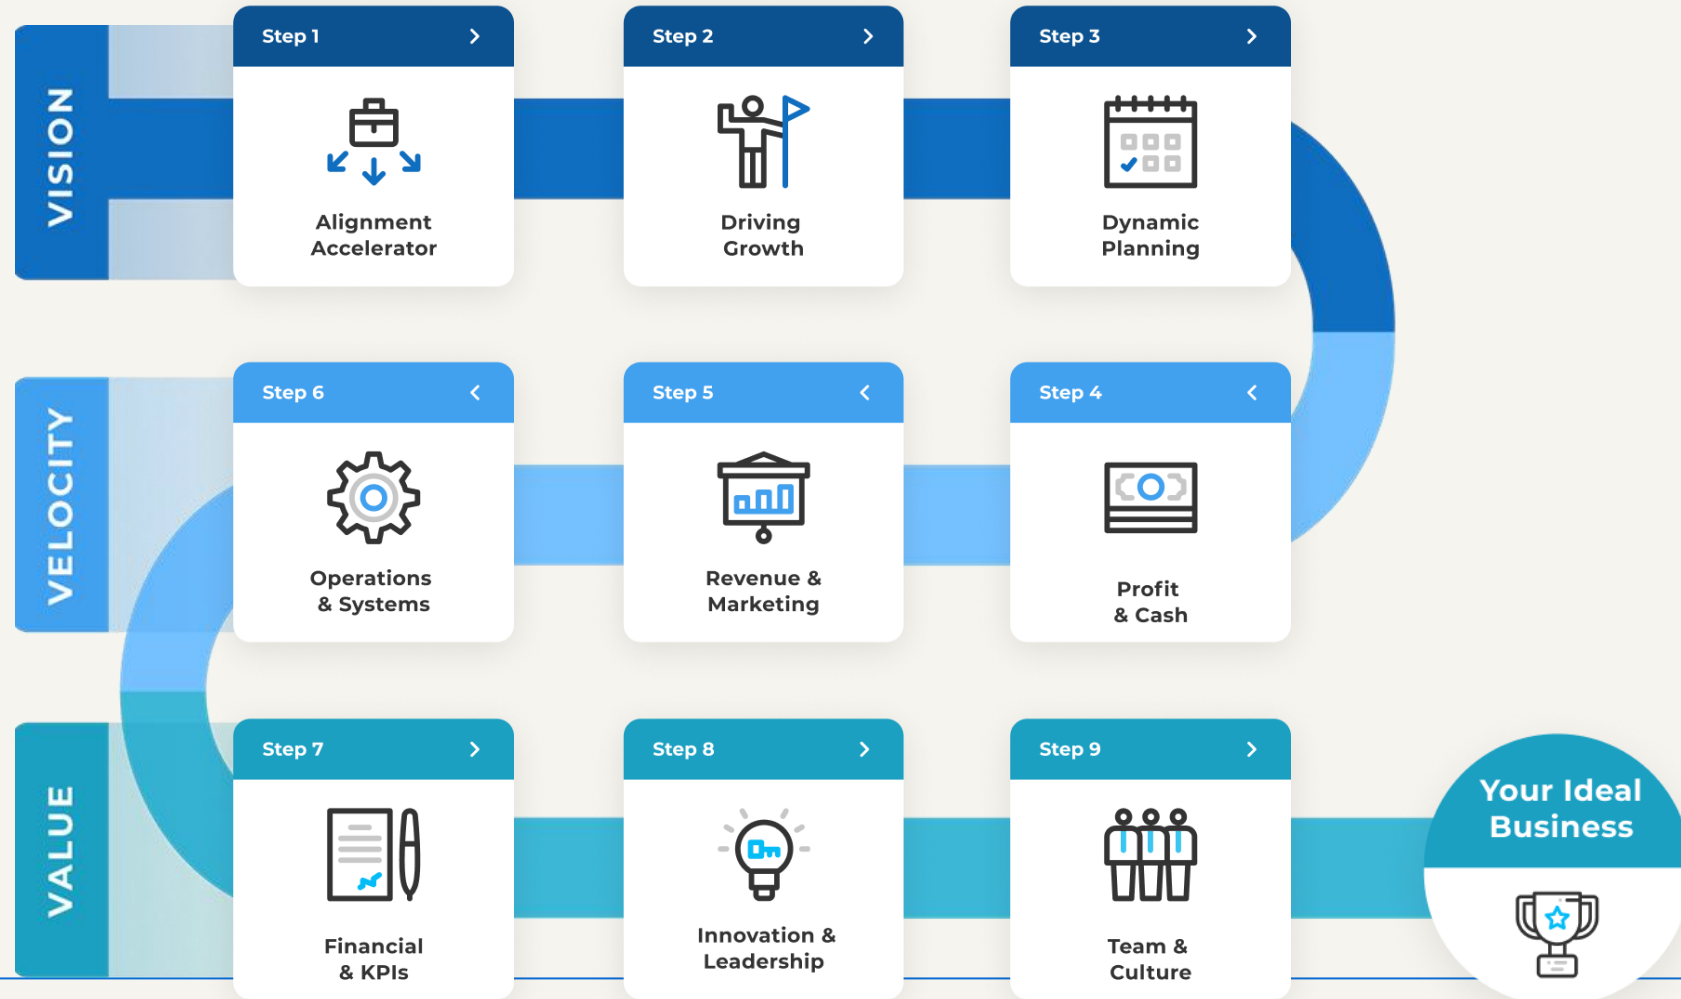 VISION
Step 1
Alignment
Accelerator
Step 2
Driving
Growth
Step 3
Dynamic
Planning
VELOCITY
Step 4
Profit
& Cash
Step 5
Revenue &
Marketing
Step 6
Operations
& Systems
VALUE
Step 7
Financial
& KPIs
Step 8
Innovation &
Leadership
Step 9
Team &
Culture
Your Ideal
Business